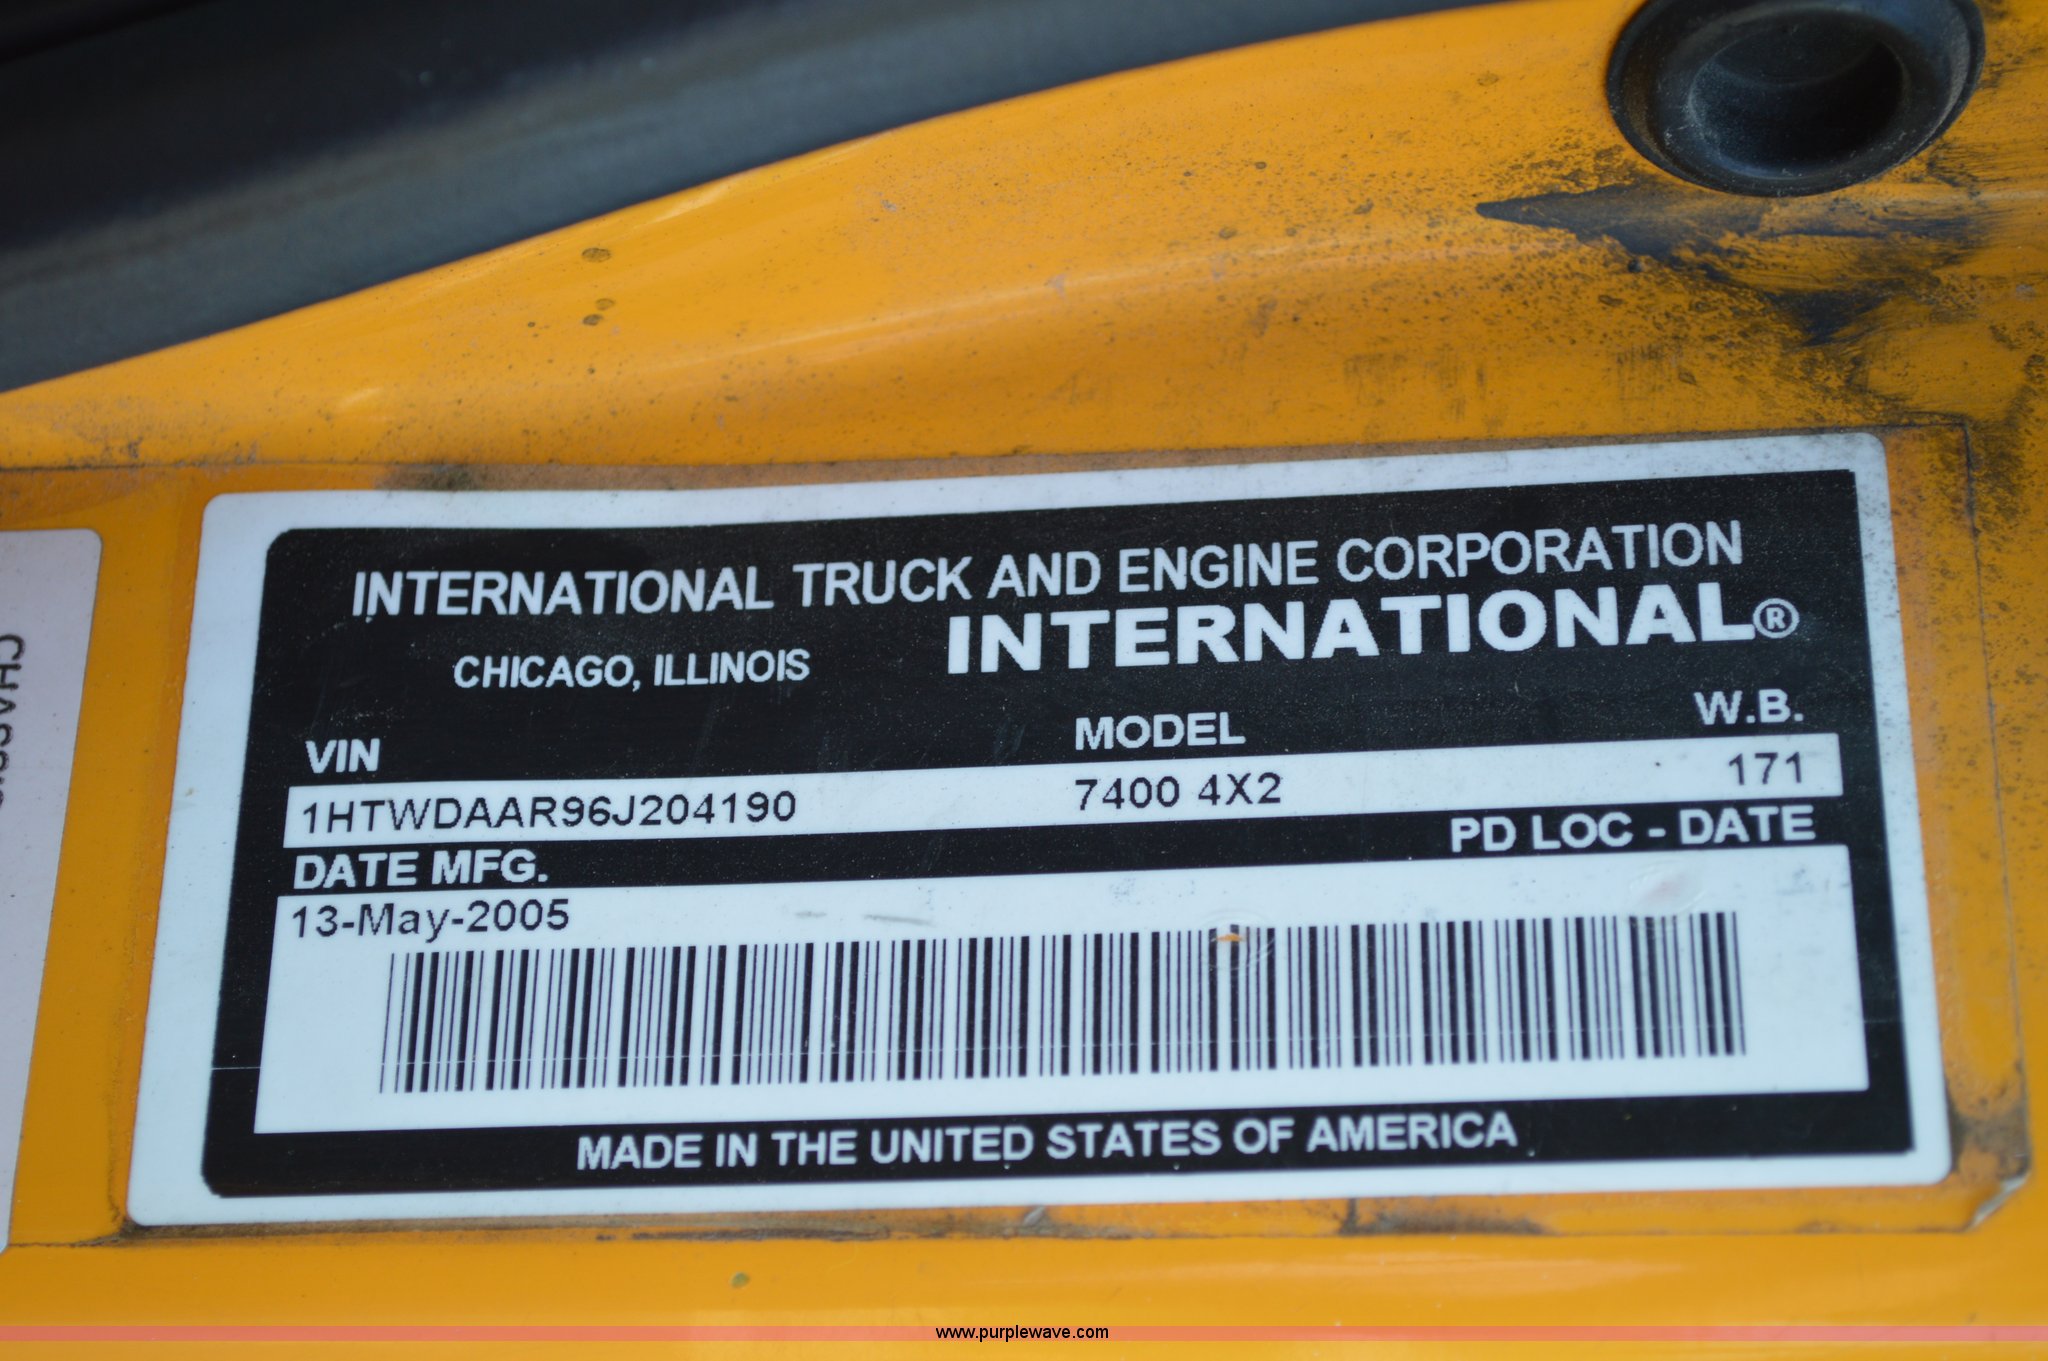 INTERNATIONAL TRUCK AND ENGINE CORPORATION
CHICAGO, ILLINOIS INTERNATIONAL®
VIN MODEL W.B.
1HTWDAAR96J204190 7400 4X2 171
DATE MFG. PD LOC - DATE
13-May-2005
MADE IN THE UNITED STATES OF AMERICA
www.purplewave.com